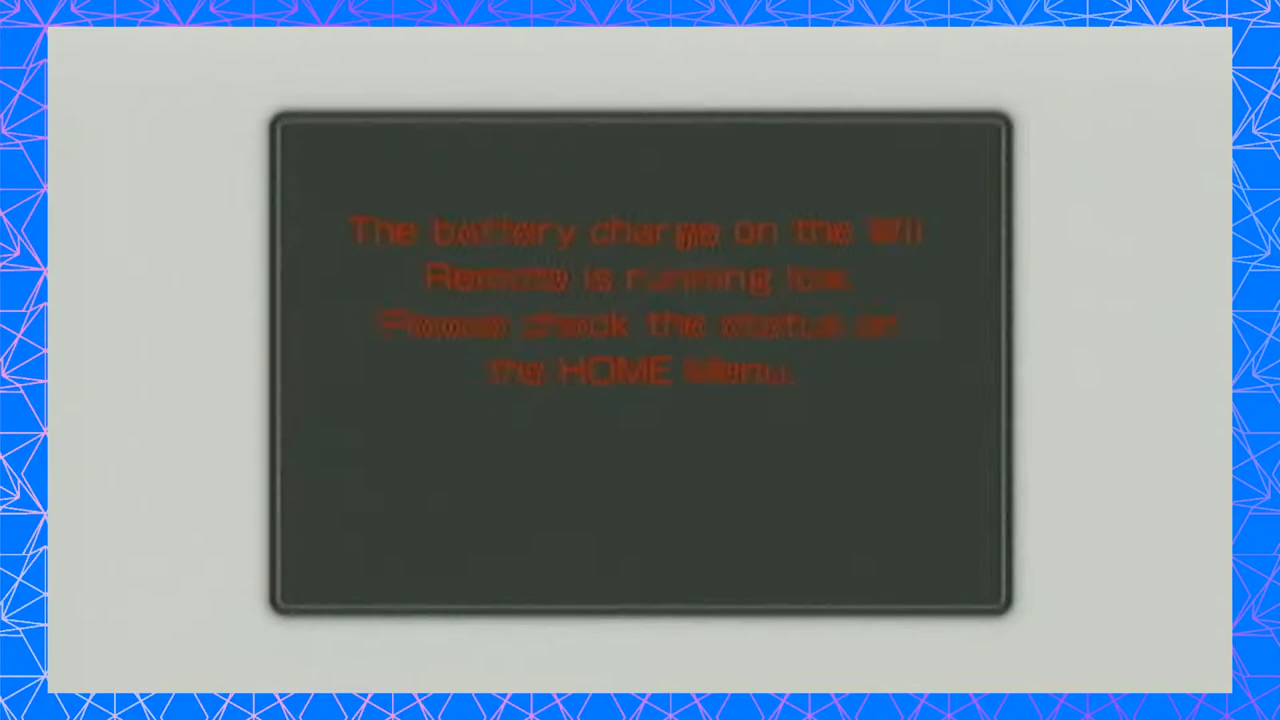 The battery charge on the Wii
Remote is running low.
Please check the status on
the HOME Menu.